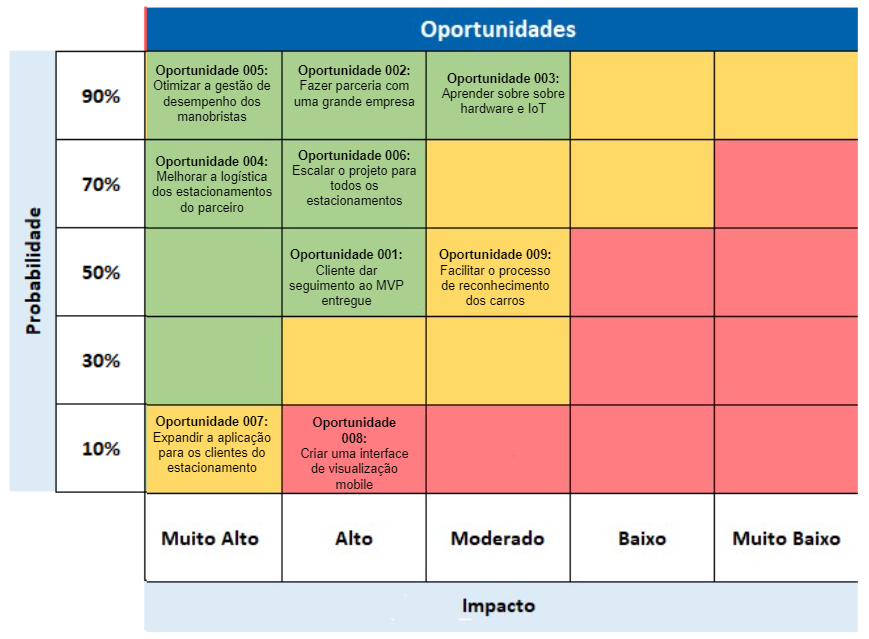 Oportunidades
Probabilidade
90%
Oportunidade 005:
Otimizar a gestão de
desempenho dos
manobristas
Oportunidade 002:
Fazer parceria com
uma grande empresa
Oportunidade 003:
Aprender sobre sobre
hardware e IoT
70%
Oportunidade 004:
Melhorar a logística
dos estacionamentos
do parceiro
Oportunidade 006:
Escalar o projeto para
todos os
estacionamentos
50%
Oportunidade 001:
Cliente dar
seguimento ao MVP
entregue
Oportunidade 009:
Facilitar o processo
de reconhecimento
dos carros
30%
10%
Oportunidade 007:
Expandir a aplicação
para os clientes do
estacionamento
Oportunidade
008:
Criar uma interface
de visualização
mobile
Muito Alto
Alto
Moderado
Baixo
Muito Baixo
Impacto